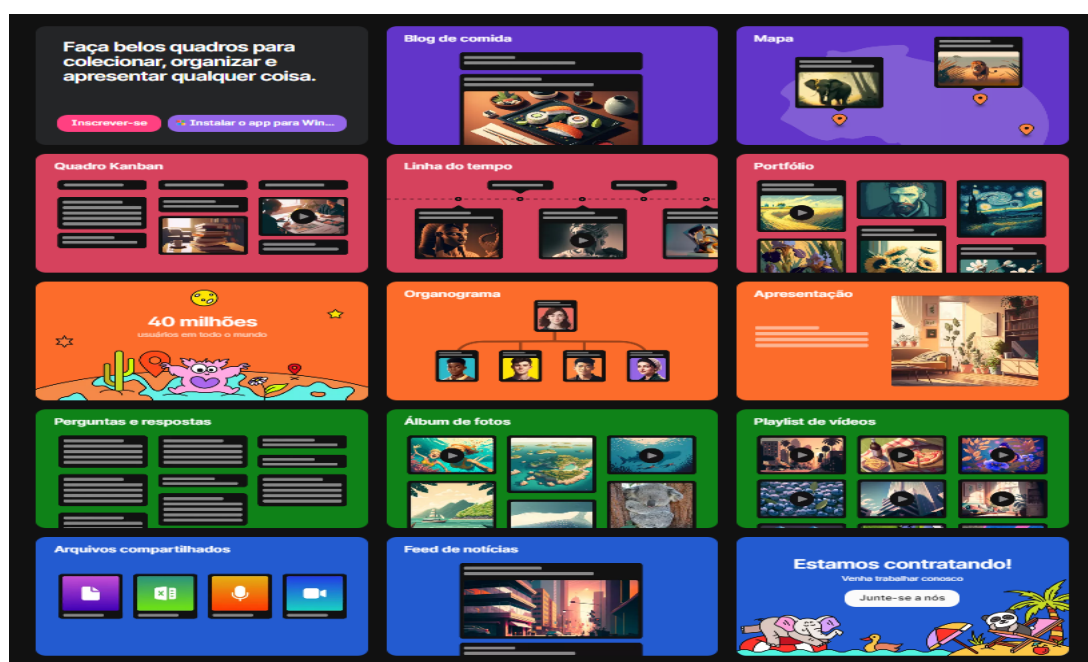 Faça belos quadros para
colecionar, organizar e
apresentar qualquer coisa.
Inscrever-se
Instalar o app para Win...
Blog de comida
Mapa
Quadro Kanban
Linha do tempo
Portfólio
40 milhões
usuários em todo o mundo
Organograma
Apresentação
Perguntas e respostas
Álbum de fotos
Playlist de vídeos
Arquivos compartilhados
Feed de notícias
Estamos contratando!
Venha trabalhar conosco
Junte-se a nós